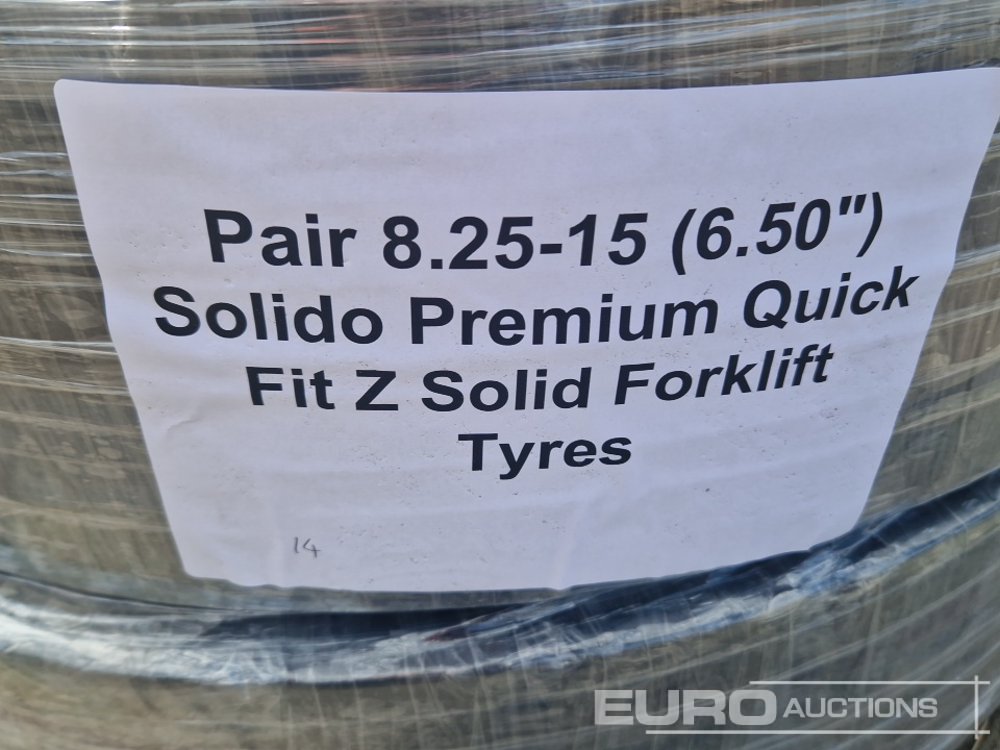 Pair 8.25-15 (6.50")
Solido Premium Quick
Fit Z Solid Forklift
Tyres
14
EURO AUCTIONS